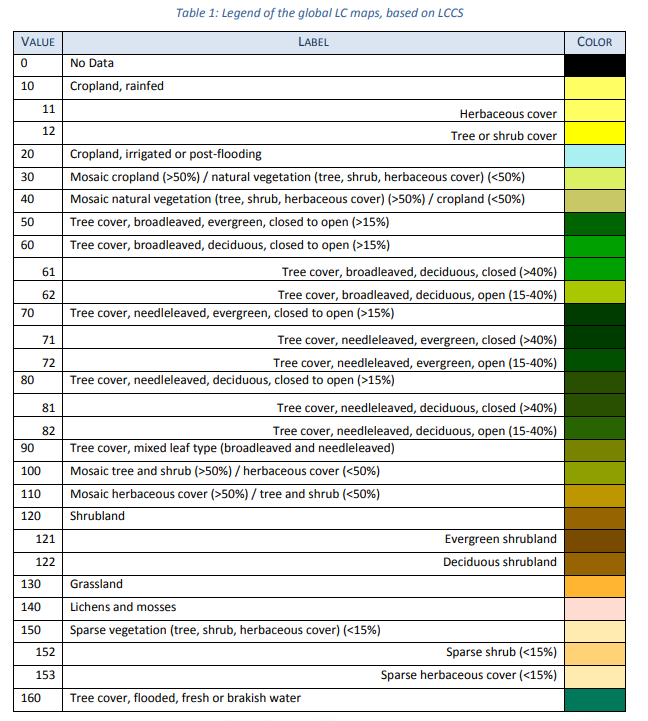 Table 1: Legend of the global LC maps, based on LCCS
VALUE LABEL COLOR
0 No Data
10 Cropland, rainfed
11 Herbaceous cover
12 Tree or shrub cover
20 Cropland, irrigated or post-flooding
30 Mosaic cropland (>50%) / natural vegetation (tree, shrub, herbaceous cover) (<50%)
40 Mosaic natural vegetation (tree, shrub, herbaceous cover) (>50%) / cropland (<50%)
50 Tree cover, broadleaved, evergreen, closed to open (>15%)
60 Tree cover, broadleaved, deciduous, closed to open (>15%)
61 Tree cover, broadleaved, deciduous, closed (>40%)
62 Tree cover, broadleaved, deciduous, open (15-40%)
70 Tree cover, needleleaved, evergreen, closed to open (>15%)
71 Tree cover, needleleaved, evergreen, closed (>40%)
72 Tree cover, needleleaved, evergreen, open (15-40%)
80 Tree cover, needleleaved, deciduous, closed to open (>15%)
81 Tree cover, needleleaved, deciduous, closed (>40%)
82 Tree cover, needleleaved, deciduous, open (15-40%)
90 Tree cover, mixed leaf type (broadleaved and needleleaved)
100 Mosaic tree and shrub (>50%) / herbaceous cover (<50%)
110 Mosaic herbaceous cover (>50%) / tree and shrub (<50%)
120 Shrubland
121 Evergreen shrubland
122 Deciduous shrubland
130 Grassland
140 Lichens and mosses
150 Sparse vegetation (tree, shrub, herbaceous cover) (<15%)
152 Sparse shrub (<15%)
153 Sparse herbaceous cover (<15%)
160 Tree cover, flooded, fresh or brakish water